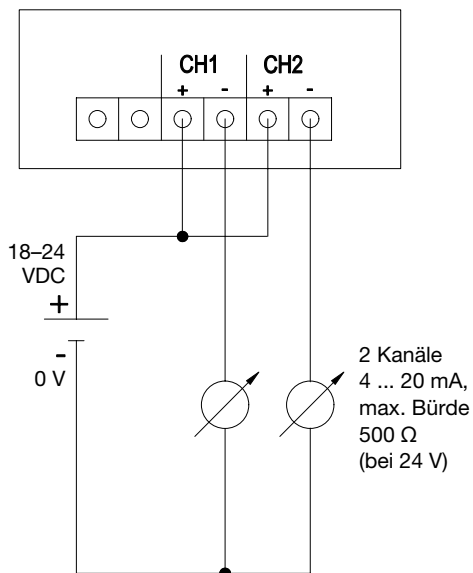 CH1 CH2
+ - + -
18–24
VDC
+
-
0 V
2 Kanäle
4 ... 20 mA,
max. Bürde
500 Ω
(bei 24 V)